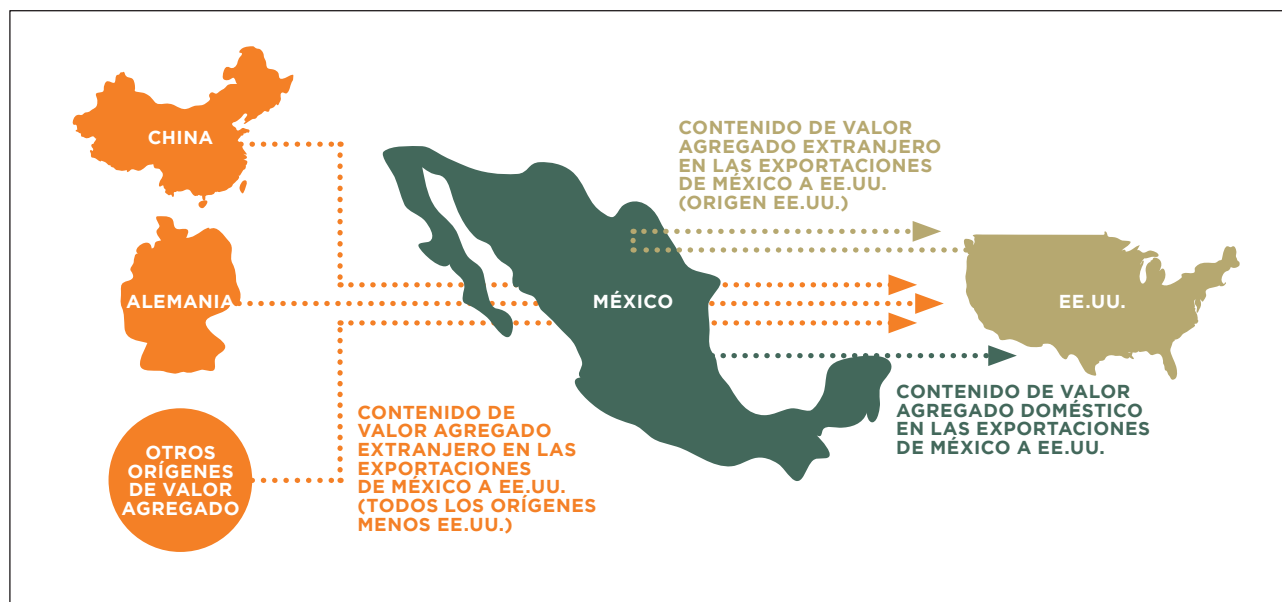 CHINA
ALEMANIA
OTROS
ORÍGENES
DE VALOR
AGREGADO
CONTENIDO DE
VALOR AGREGADO
EXTRANJERO EN LAS
EXPORTACIONES
DE MÉXICO A EE.UU.
(TODOS LOS ORÍGENES
MENOS EE.UU.)
MÉXICO
CONTENIDO DE VALOR
AGREGADO EXTRANJERO
EN LAS EXPORTACIONES
DE MÉXICO A EE.UU.
(ORIGEN EE.UU.)
EE.UU.
CONTENIDO DE VALOR
AGREGADO DOMÉSTICO
EN LAS EXPORTACIONES
DE MÉXICO A EE.UU.